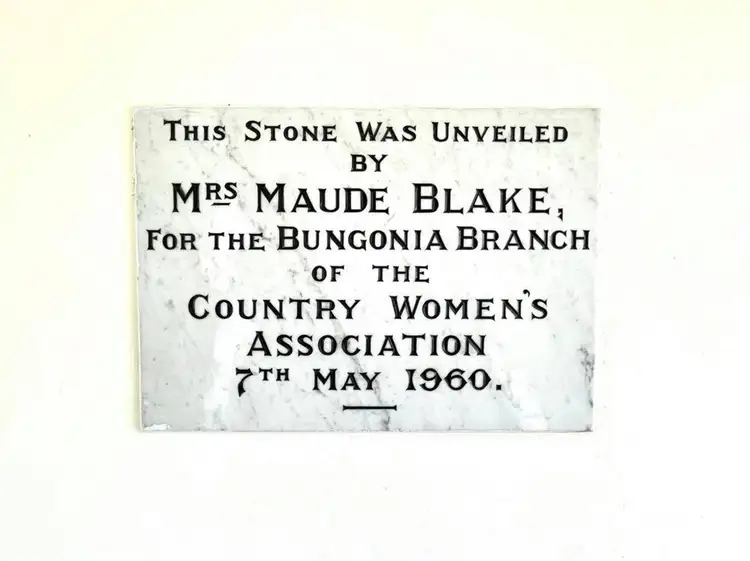 This Stone Was Unveiled
BY
MRS MAUDE BLAKE,
FOR THE BUNGONIA BRANCH
OF THE
COUNTRY WOMEN'S
ASSOCIATION
7TH MAY 1960.